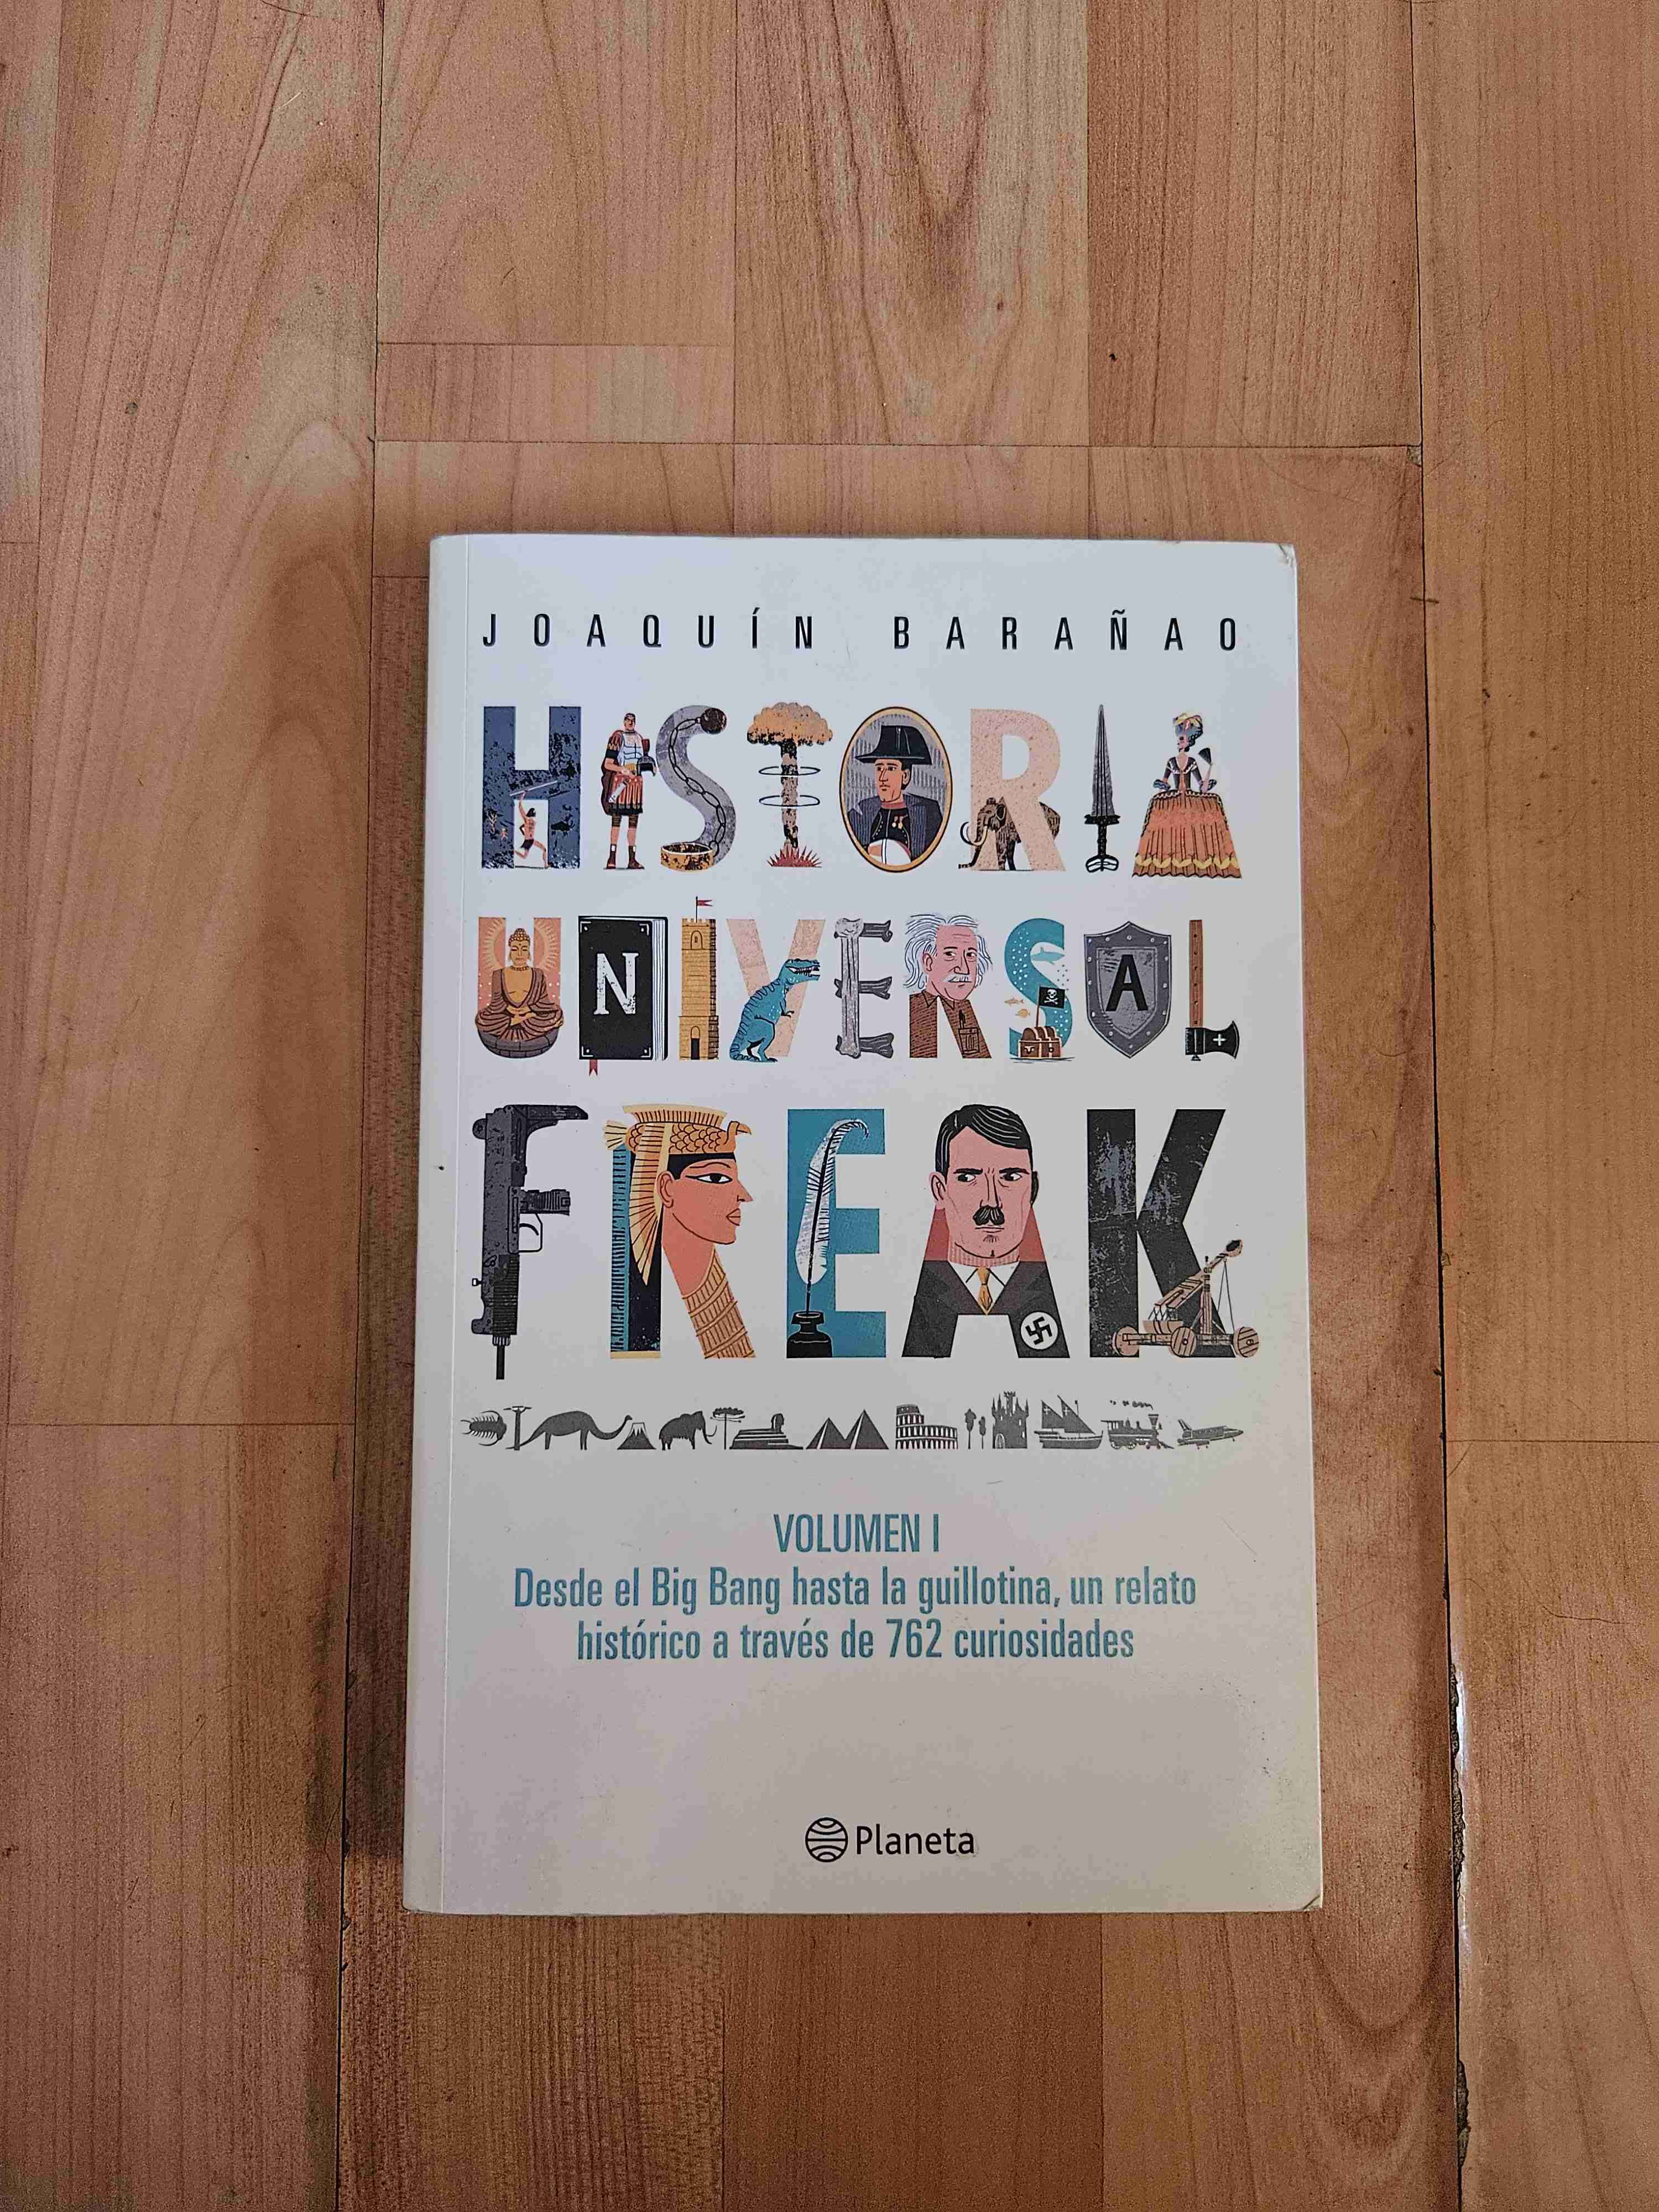 JOAQUÍN BARAÑAO
HISTORIA
UNIVERSAL
FREAK
VOLUMEN I
Desde el Big Bang hasta la guillotina, un relato
histórico a través de 762 curiosidades
Planeta